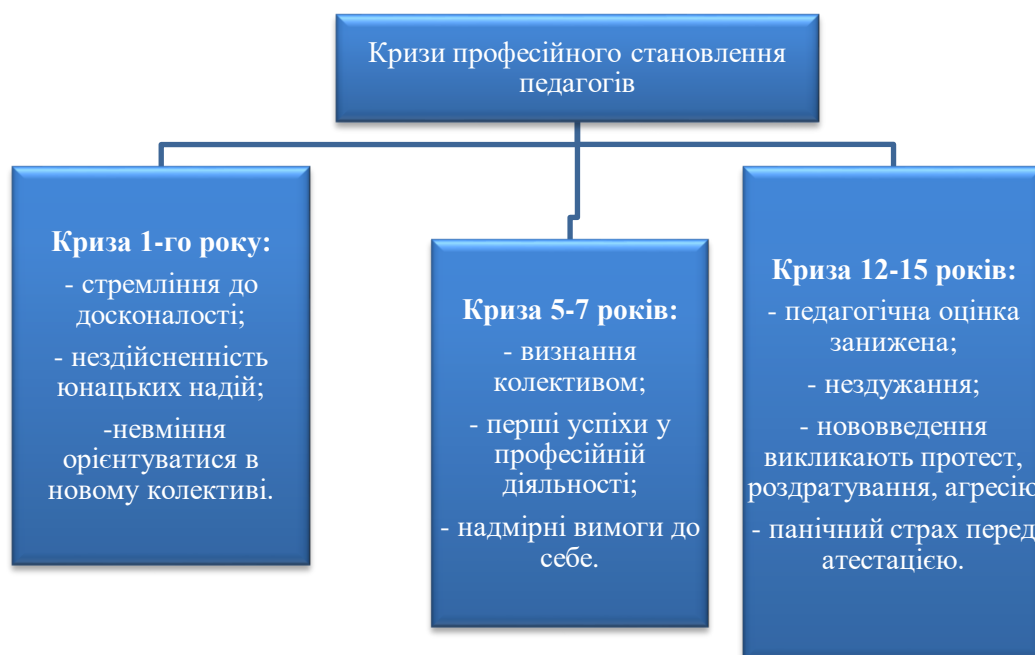 Кризи професійного становлення
педагогів
Криза 1-го року:
- стремління до
досконалості;
- нездійсненність
юнацьких надій;
-невміння
орієнтуватися в
новому колективі.
Криза 5-7 років:
- визнання
колективом;
- перші успіхи у
професійній
діяльності;
- надмірні вимоги до
себе.
Криза 12-15 років:
- педагогічна оцінка
занижена;
- нездужання;
- нововведення
викликають протест,
роздратування, агресію
- панічний страх перед
атестацією.